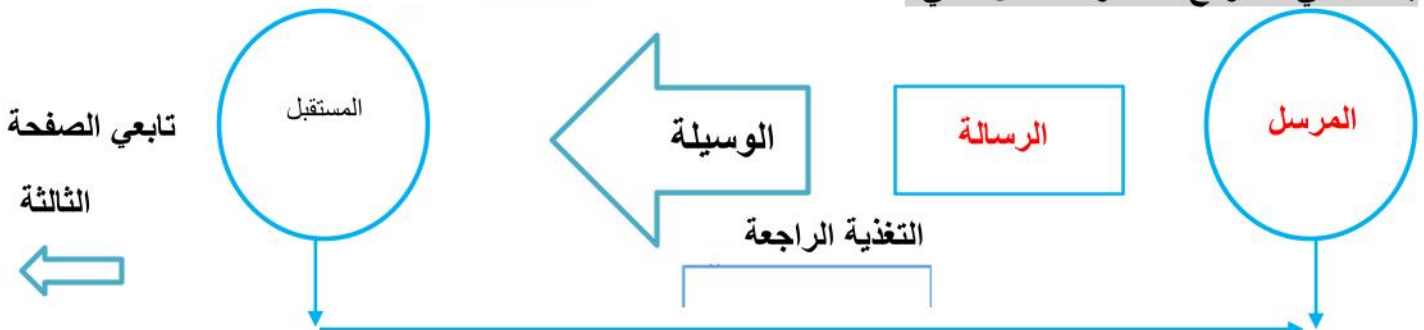 المرسل
الرسالة
الوسيلة
المستقبل
التغذية الراجعة
تابعي الصفحة
الثالثة